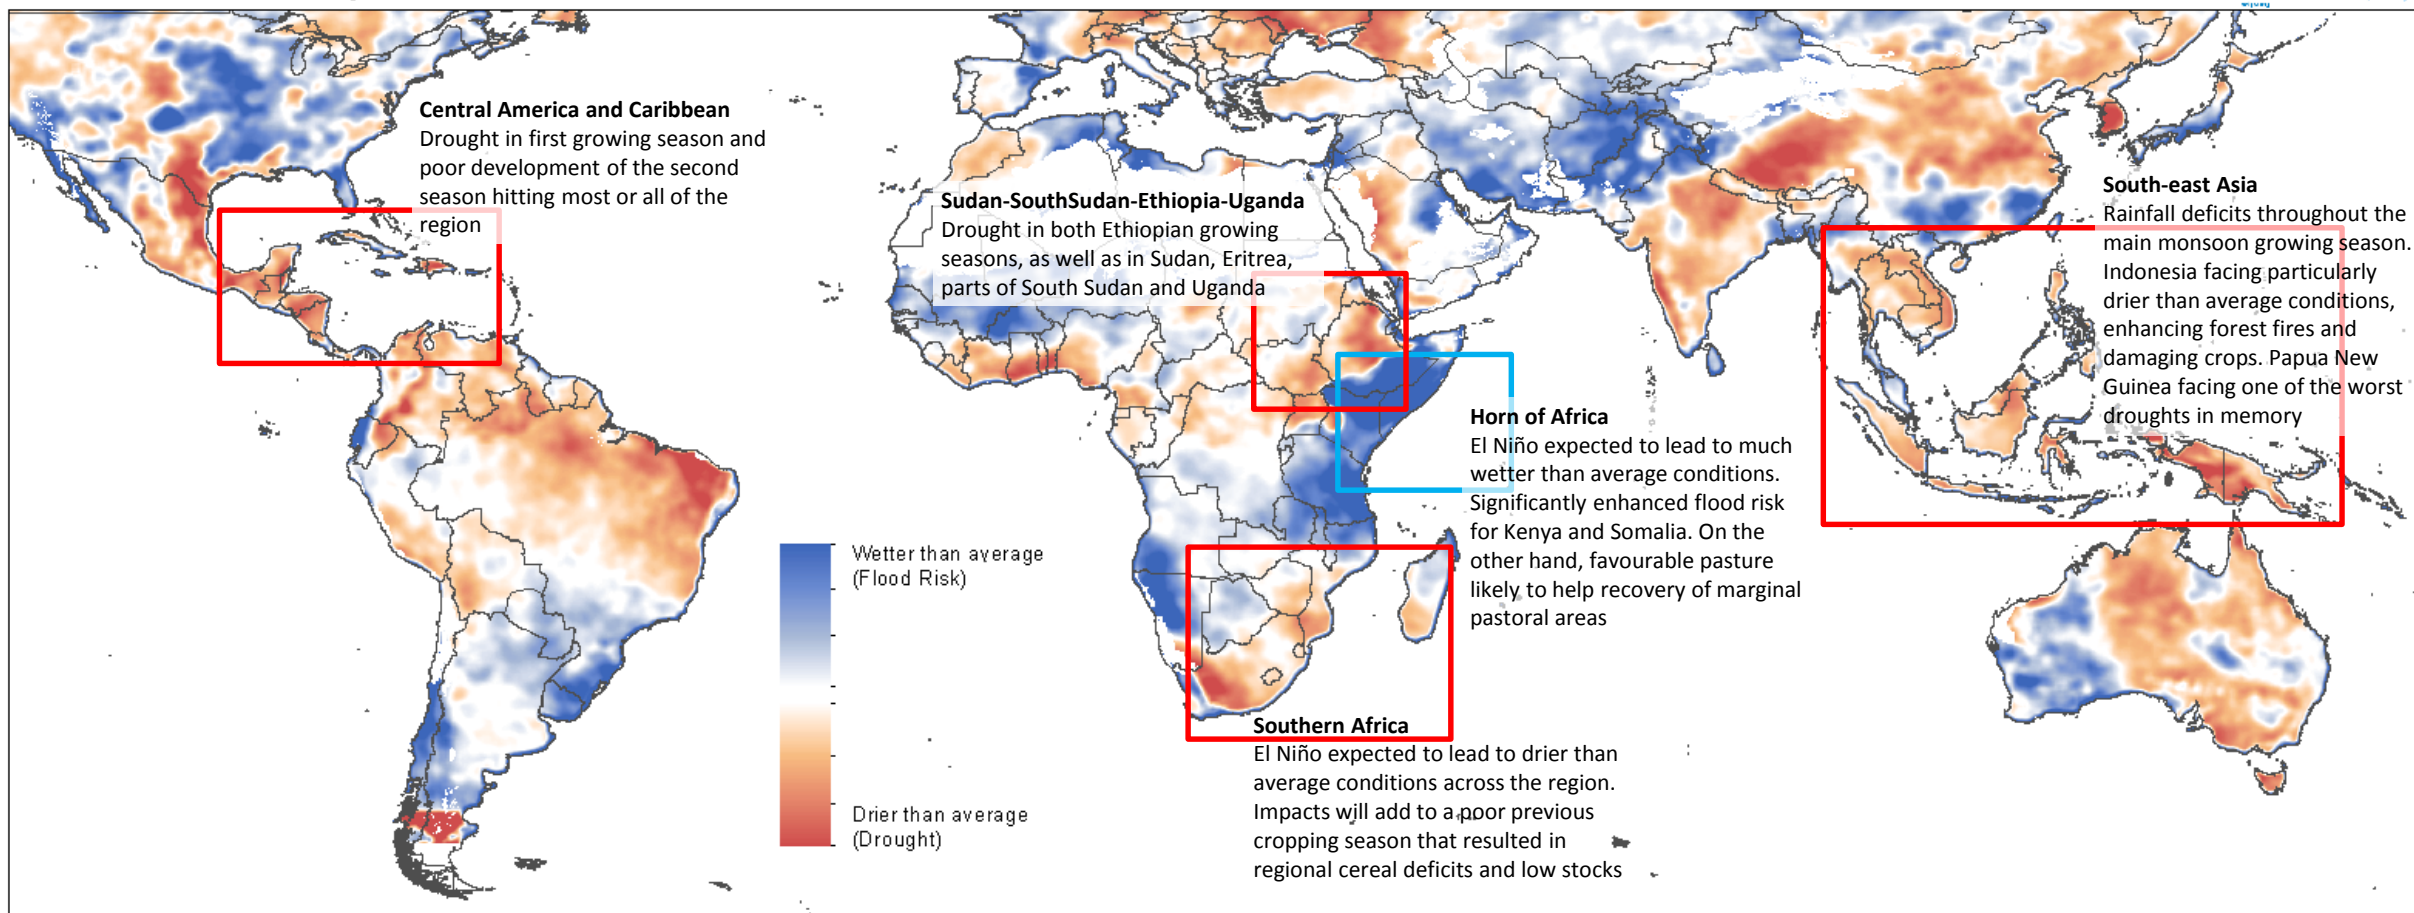 Central America and Caribbean
Drought in first growing season and
poor development of the second
season hitting most or all of the
region
Sudan-SouthSudan-Ethiopia-Uganda
Drought in both Ethiopian growing
seasons, as well as in Sudan, Eritrea,
parts of South Sudan and Uganda
South-east Asia
Rainfall deficits throughout the
main monsoon growing season.
Indonesia facing particularly
drier than average conditions,
enhancing forest fires and
damaging crops. Papua New
Guinea facing one of the worst
droughts in memory
Horn of Africa
El Niño expected to lead to much
wetter than average conditions.
Significantly enhanced flood risk
for Kenya and Somalia. On the
other hand, favourable pasture
likely to help recovery of marginal
pastoral areas
Wetter than average
(Flood Risk)
Drier than average
(Drought)
Southern Africa
El Niño expected to lead to drier than
average conditions across the region.
Impacts will add to a poor previous
cropping season that resulted in
regional cereal deficits and low stocks